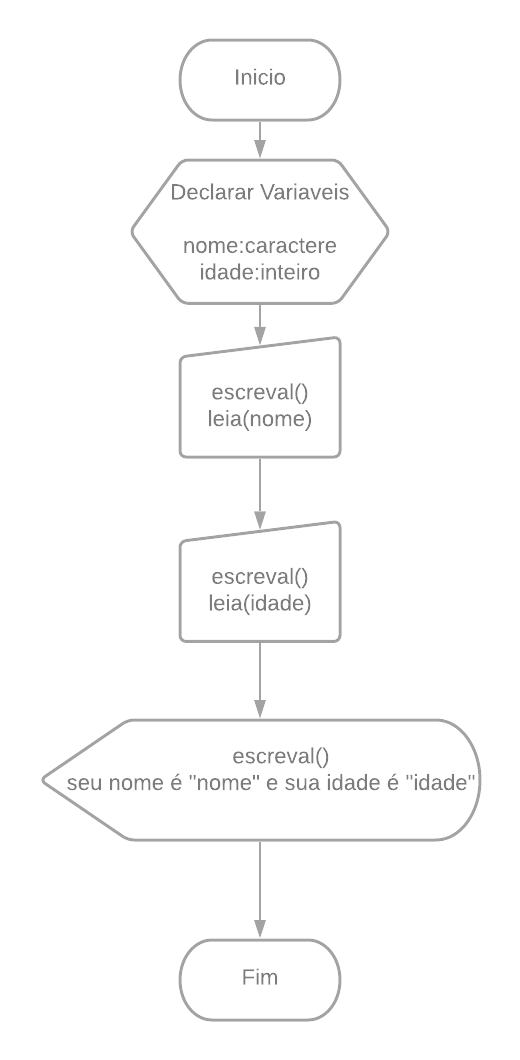 Inicio
Declarar Variaveis
nome:caractere
idade:inteiro
escreval()
leia(nome)
escreval()
leia(idade)
escreval()
seu nome é "nome" e sua idade é "idade"
Fim